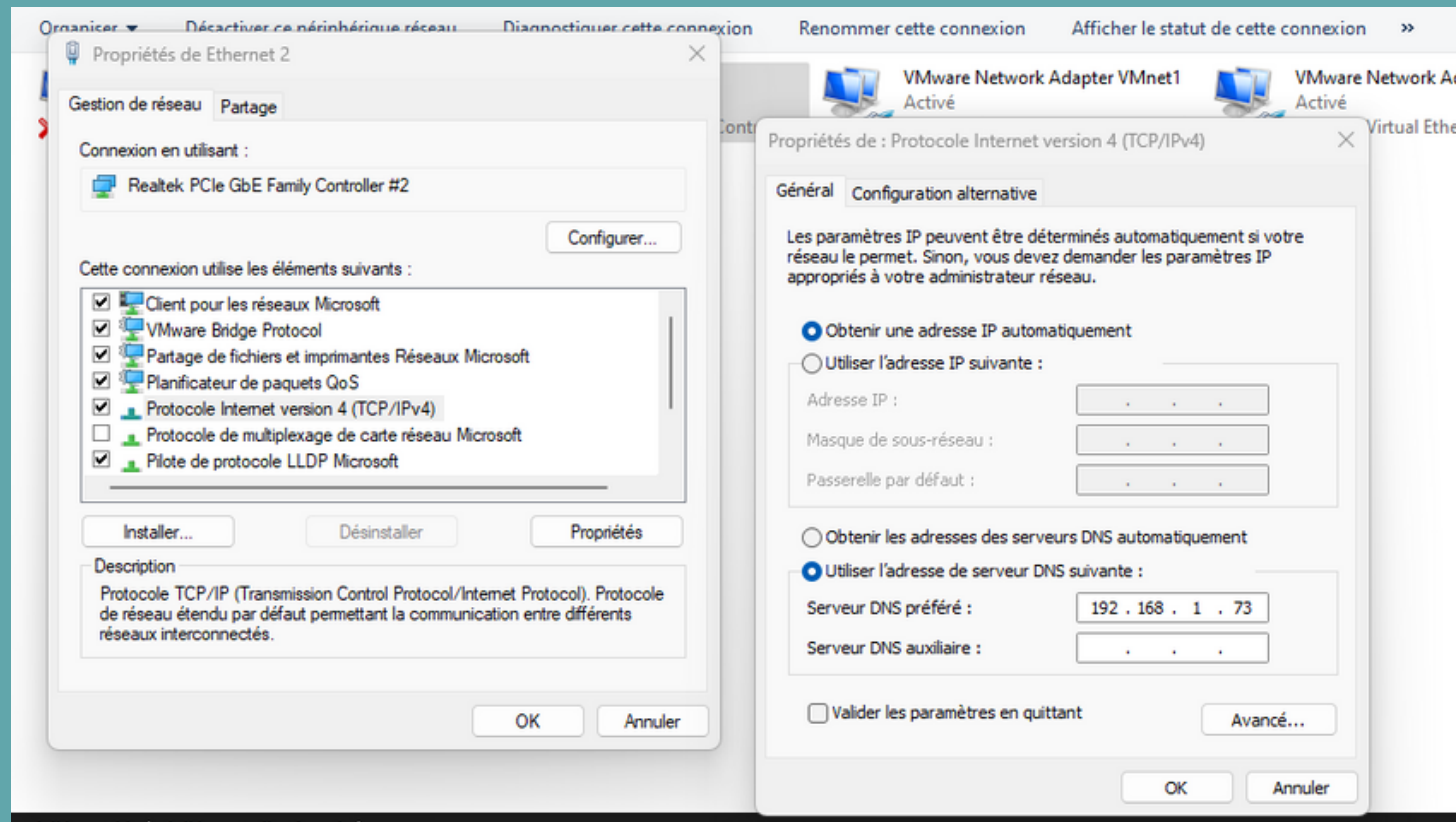 Organiser Désactiver ce périphérique réseau Diagnostiquer cette connexion Renommer cette connexion Afficher le statut de cette connexion »
Propriétés de Ethernet 2
Gestion de réseau Partage
Connexion en utilisant :
Realtek PCIe GbE Family Controller #2
Configurer...
Cette connexion utilise les éléments suivants :
Client pour les réseaux Microsoft
VMware Bridge Protocol
Partage de fichiers et imprimantes Réseaux Microsoft
Planificateur de paquets QoS
Protocole Internet version 4 (TCP/IPv4)
Protocole de multiplexage de carte réseau Microsoft
Pilote de protocole LLDP Microsoft
Installer... Désinstaller Propriétés
Description
Protocole TCP/IP (Transmission Control Protocol/Internet Protocol). Protocole
de réseau étendu par défaut permettant la communication entre différents
réseaux interconnectés.
OK Annuler
VMware Network Adapter VMnet1
Activé
VMware Network Ad
Activé
Virtual Ethe
Contr
Propriétés de : Protocole Internet version 4 (TCP/IPv4)
Général Configuration alternative
Les paramètres IP peuvent être déterminés automatiquement si votre
réseau le permet. Sinon, vous devez demander les paramètres IP
appropriés à votre administrateur réseau.
Obtenir une adresse IP automatiquement
Utiliser l'adresse IP suivante :
Adresse IP : . . .
Masque de sous-réseau : . . .
Passerelle par défaut : . . .
Obtenir les adresses des serveurs DNS automatiquement
Utiliser l'adresse de serveur DNS suivante :
Serveur DNS préféré : 192 . 168 . 1 . 73
Serveur DNS auxiliaire : . . .
Valider les paramètres en quittant
Avancé...
OK Annuler